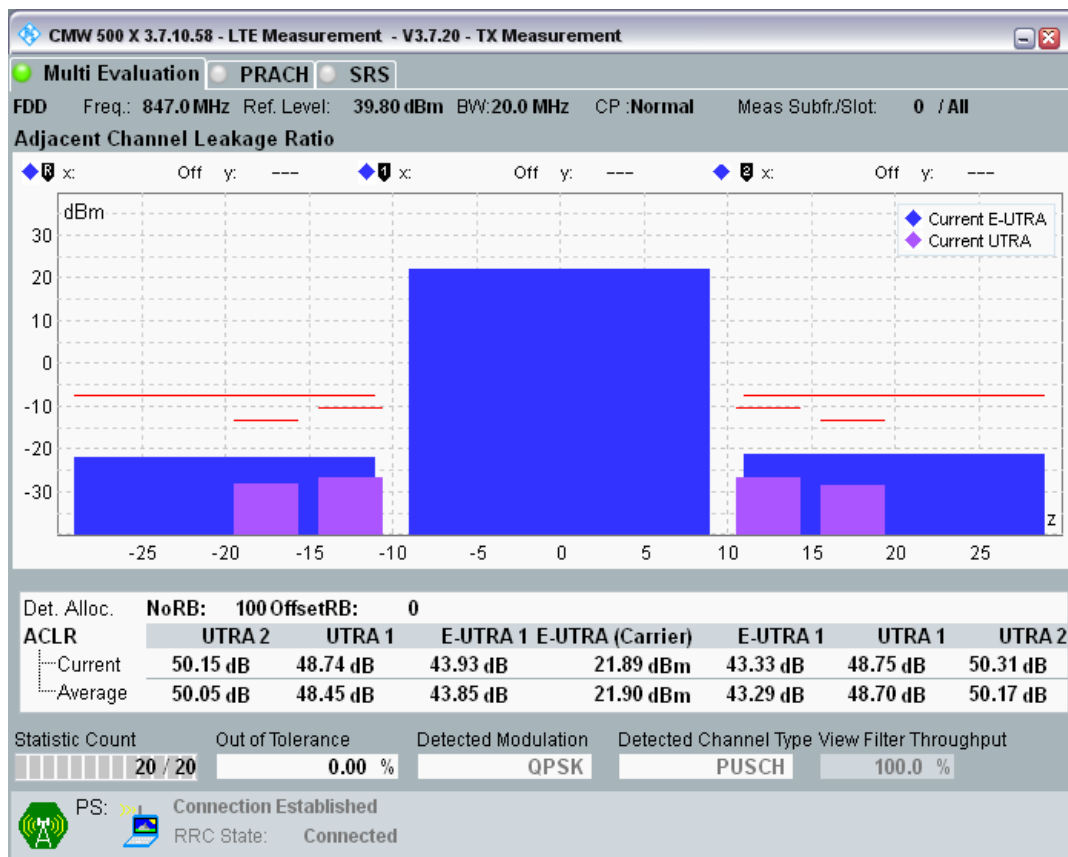 CMW 500 X 3.7.10.58 - LTE Measurement - V3.7.20 - TX Measurement
Multi Evaluation PRACH SRS
FDD Freq.: 847.0 MHz Ref. Level: 39.80 dBm BW:20.0 MHz CP :Normal Meas Subfr./Slot: 0 / All
Adjacent Channel Leakage Ratio
R x: Off y: --- 1 x: Off y: --- 2 x: Off y: ---
dBm
Current E-UTRA
Current UTRA
30
20
10
0
-10
-20
-30
z
-25 -20 -15 -10 -5 0 5 10 15 20 25
Det. Alloc. NoRB: 100 OffsetRB: 0
ACLR UTRA 2 UTRA 1 E-UTRA 1 E-UTRA (Carrier) E-UTRA 1 UTRA 1 UTRA 2
Current 50.15 dB 48.74 dB 43.93 dB 21.89 dBm 43.33 dB 48.75 dB 50.31 dB
Average 50.05 dB 48.45 dB 43.85 dB 21.90 dBm 43.29 dB 48.70 dB 50.17 dB
Statistic Count Out of Tolerance Detected Modulation Detected Channel Type View Filter Throughput
20 / 20 0.00 % QPSK PUSCH 100.0 %
PS: Connection Established
RRC State: Connected